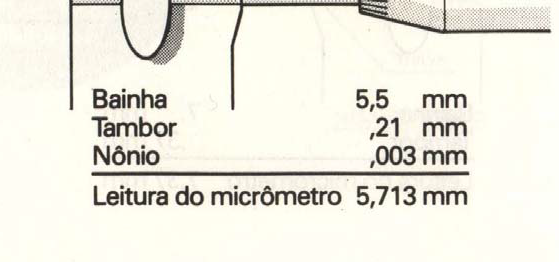 Bainha 5,5 mm
Tambor ,21 mm
Nônio ,003 mm
Leitura do micrômetro 5,713 mm